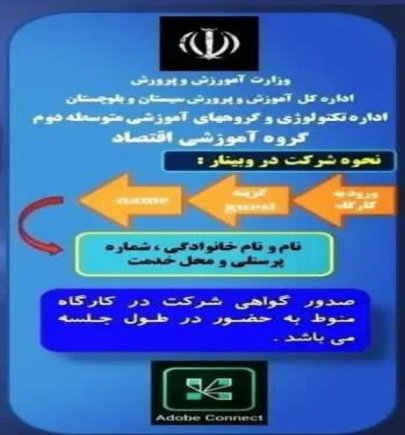 وزارت آموزش و پرورش
اداره کل آموزش و پرورش سیستان و بلوچستان
اداره تکنولوژی و گروههای آموزشی متوسطه دوم
گروه آموزشی اقتصاد
نحوه شرکت در وبینار :
ورود به
کارگاه
گزینه
guest
name
نام و نام خانوادگی ، شماره
پرسنلی و محل خدمت
صدور گواهی شرکت در کارگاه
منوط به حضور در طول جلسه
می باشد .
Adobe Connect